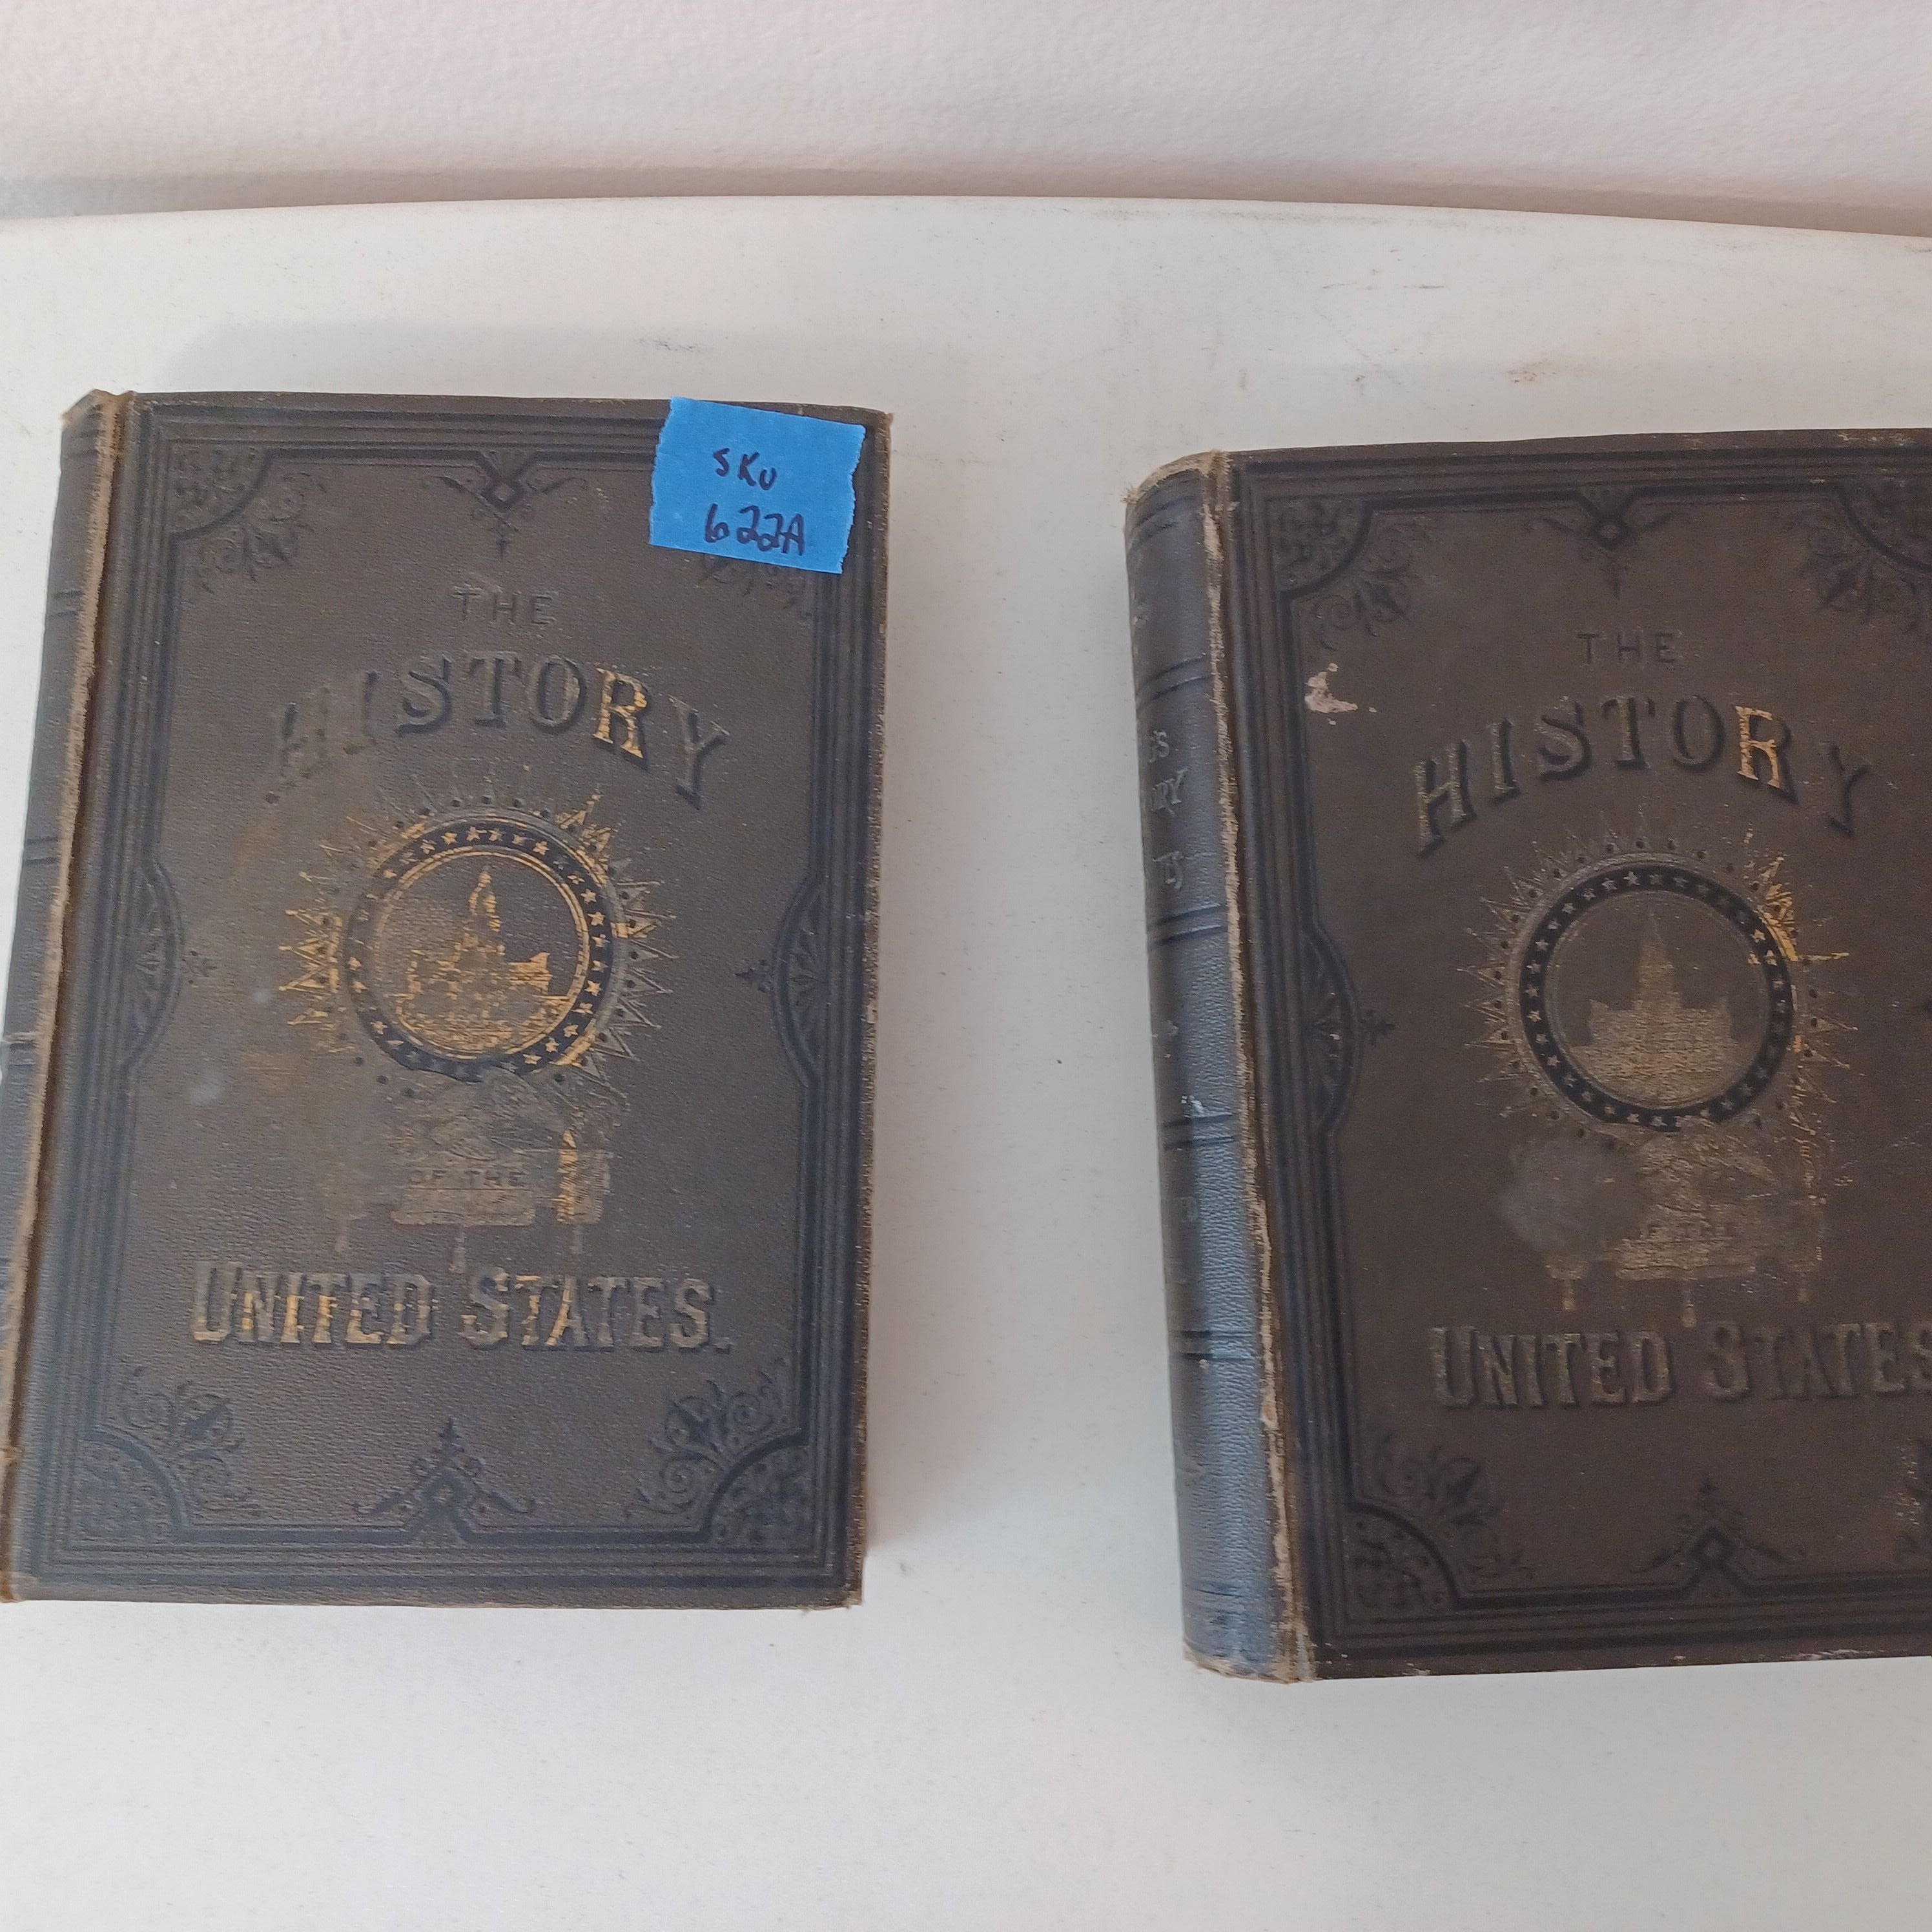 SKU
622A
THE
HISTORY
OF THE
UNITED STATES.
THE
HISTORY
UNITED STATES